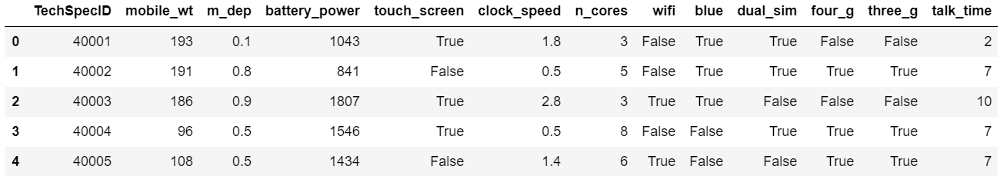 TechSpecID mobile_wt m_dep battery_power touch_screen clock_speed n_cores wifi blue dual_sim four_g three_g talk_time
0 40001 193 0.1 1043 True 1.8 3 False True True False False 2
1 40002 191 0.8 841 False 0.5 5 False True True True True 7
2 40003 186 0.9 1807 True 2.8 3 True True False False False 10
3 40004 96 0.5 1546 True 0.5 8 False False True True True 7
4 40005 108 0.5 1434 False 1.4 6 True False False True True 7